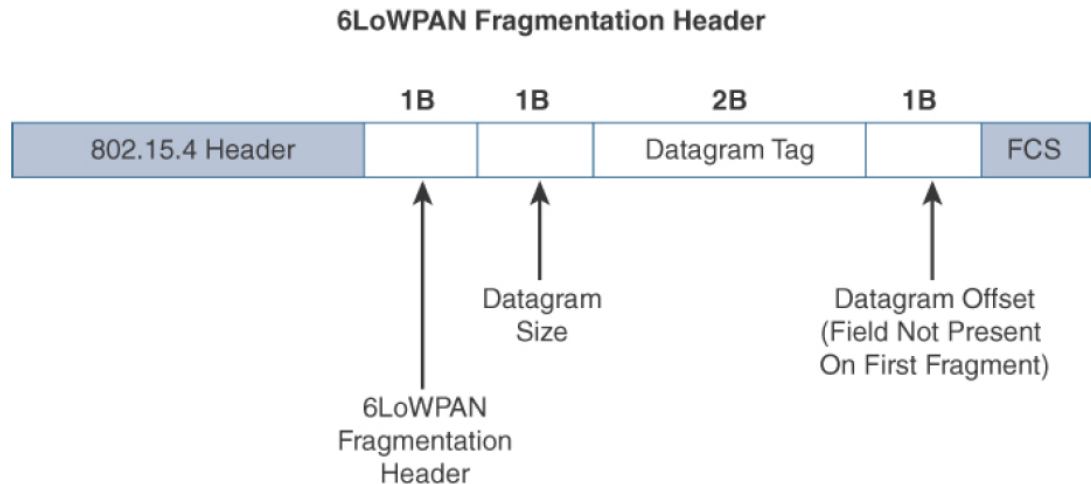 6LoWPAN Fragmentation Header
1B 1B 2B 1B
802.15.4 Header Datagram Tag FCS
Datagram
Size
Datagram Offset
(Field Not Present
On First Fragment)
6LoWPAN
Fragmentation
Header